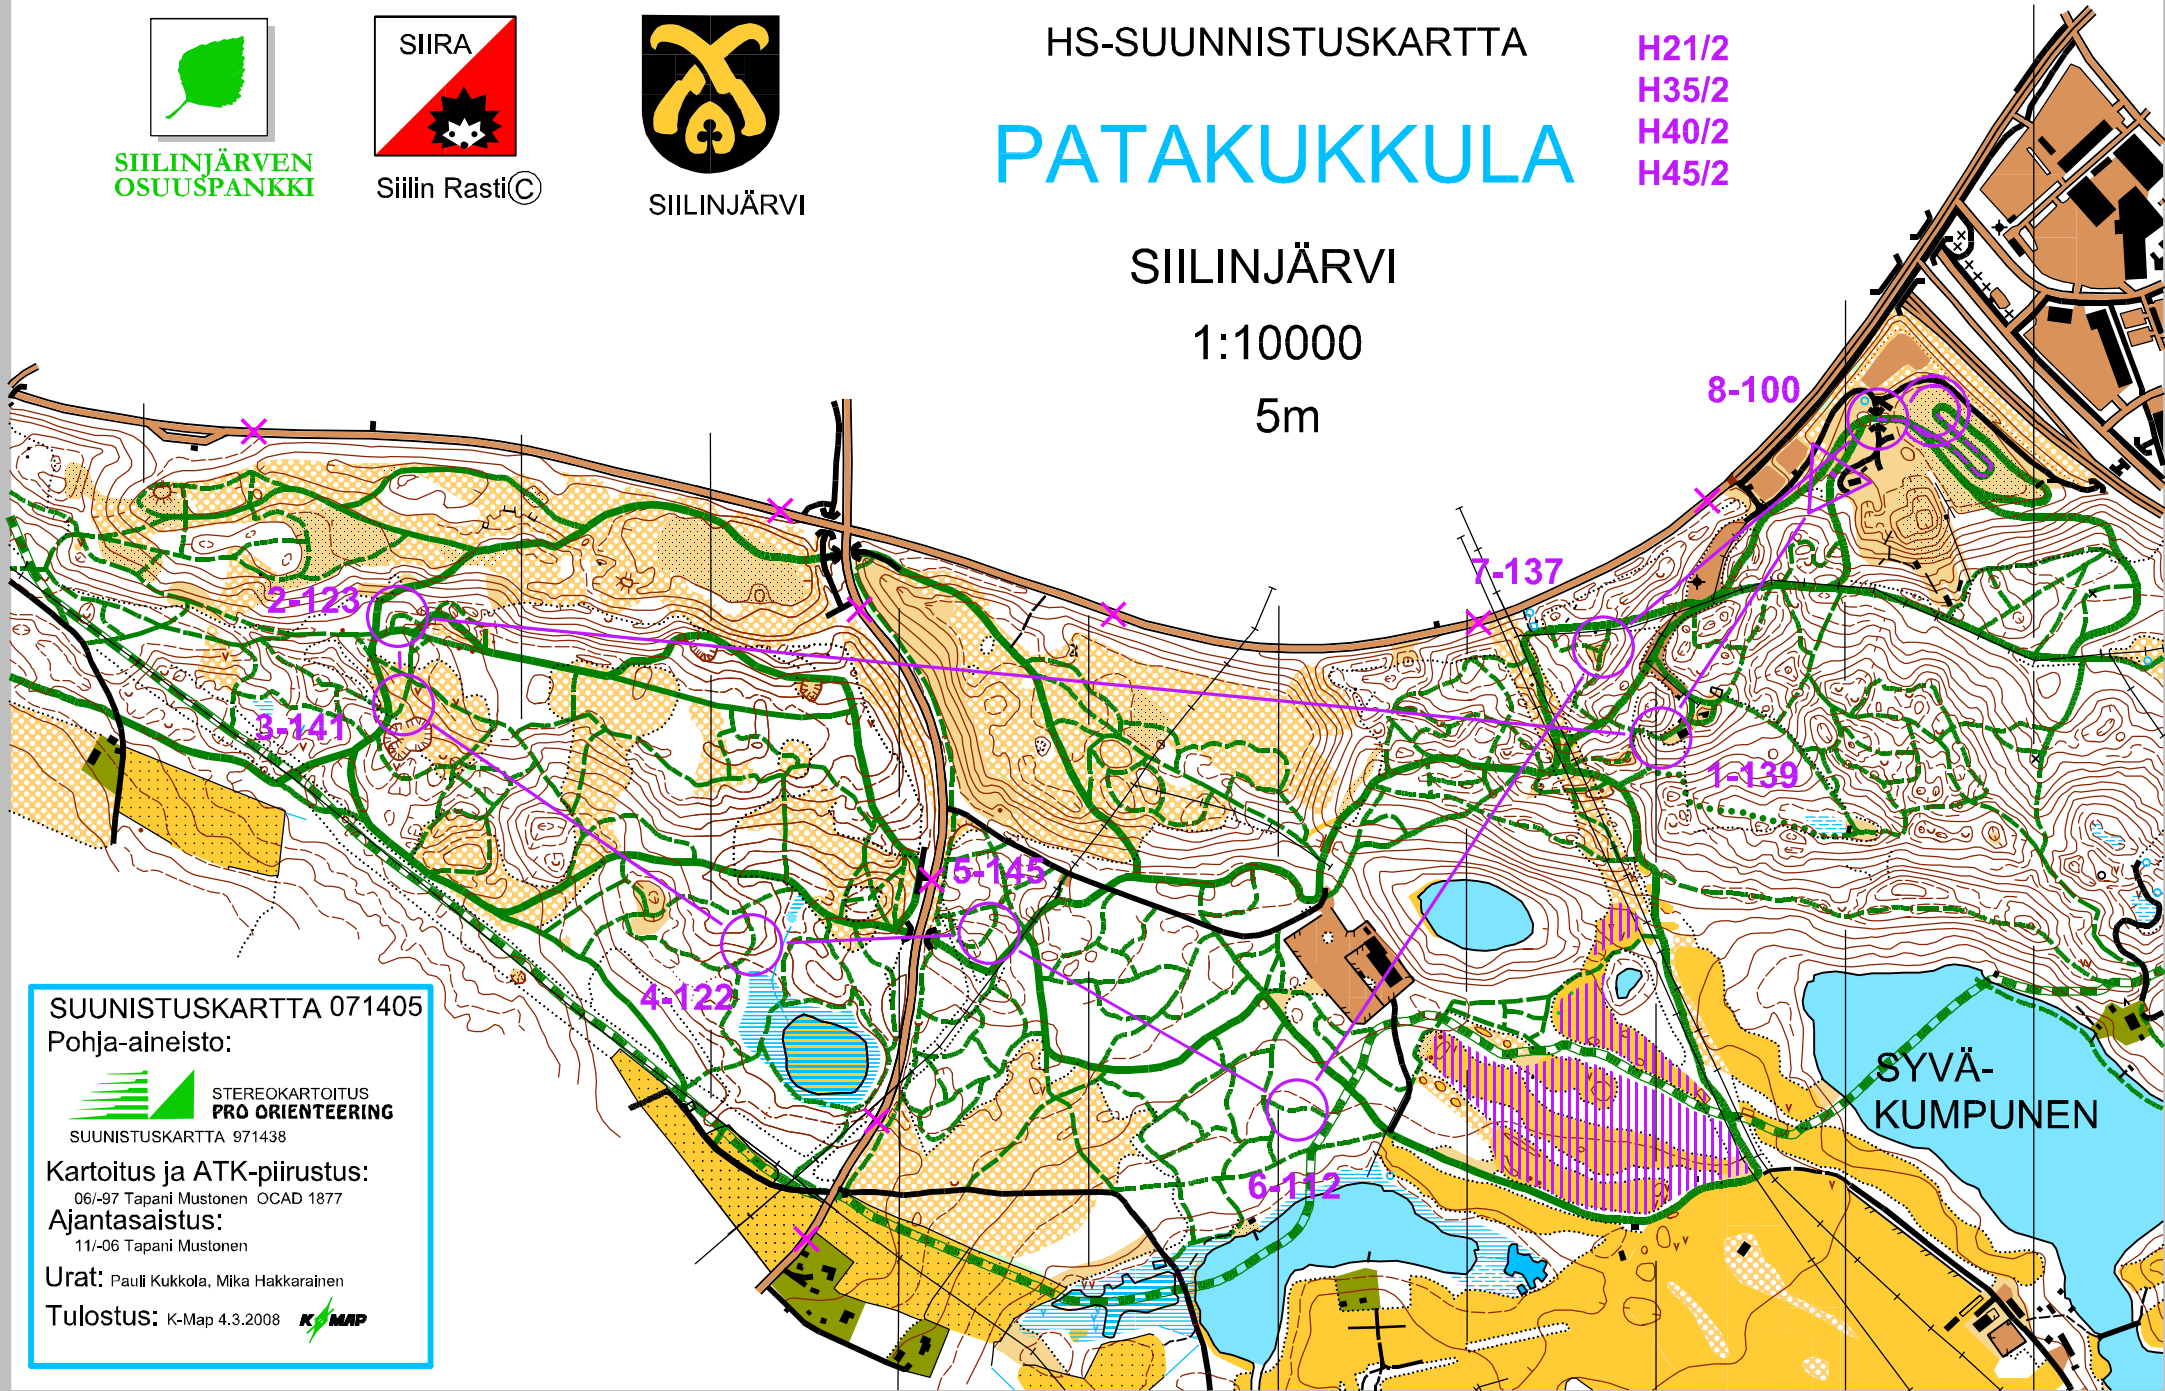 SIIRA
SIILINJÄRVEN
OSUUSPANKKI
Siilin Rasti©
SIILINJÄRVI
HS-SUUNNISTUSKARTTA
PATAKUKKULA
SIILINJÄRVI
1:10000
5m
H21/2
H35/2
H40/2
H45/2
8-100
7-137
2-123
3-141
1-139
5-145
4-122
6-112
SYVÄ-
KUMPUNEN
SUUNISTUSKARTTA 071405
Pohja-aineisto:
STEREOKARTOITUS
PRO ORIENTEERING
SUUNISTUSKARTTA 971438
Kartoitus ja ATK-piirustus:
06/-97 Tapani Mustonen OCAD 1877
Ajantasaistus:
11/-06 Tapani Mustonen
Urat: Pauli Kukkola, Mika Hakkarainen
Tulostus: K-Map 4.3.2008 K-MAP